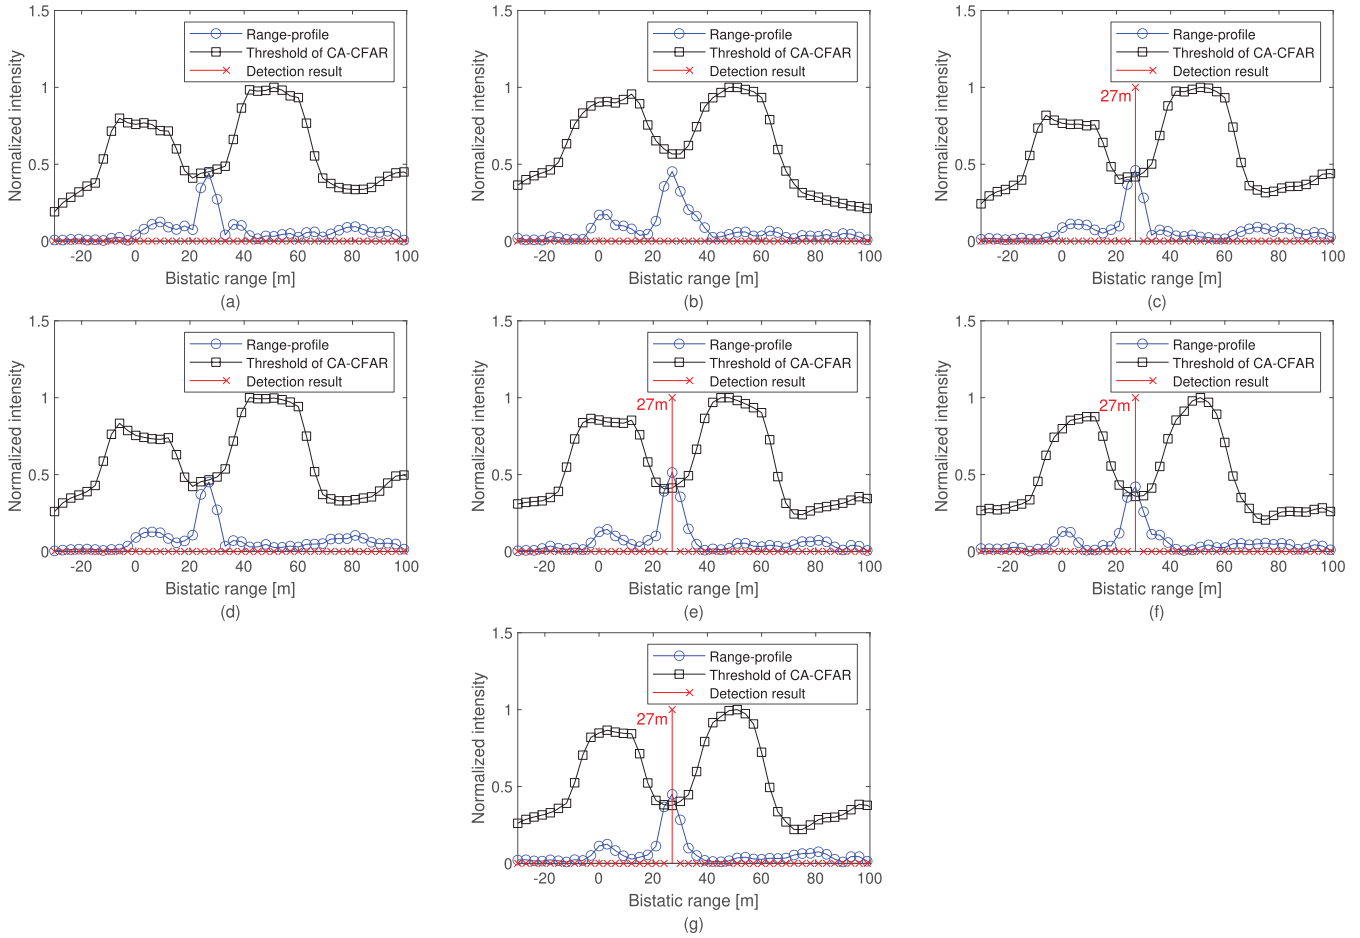 1.5
1
0.5
0
Normalized intensity
Range-profile
Threshold of CA-CFAR
Detection result
-20 0 20 40 60 80 100
Bistatic range [m]
(a)
1.5
1
0.5
0
Normalized intensity
Range-profile
Threshold of CA-CFAR
Detection result
-20 0 20 40 60 80 100
Bistatic range [m]
(b)
1.5
1
0.5
0
Normalized intensity
Range-profile
Threshold of CA-CFAR
Detection result
27m
-20 0 20 40 60 80 100
Bistatic range [m]
(c)
1.5
1
0.5
0
Normalized intensity
Range-profile
Threshold of CA-CFAR
Detection result
-20 0 20 40 60 80 100
Bistatic range [m]
(d)
1.5
1
0.5
0
Normalized intensity
Range-profile
Threshold of CA-CFAR
Detection result
27m
-20 0 20 40 60 80 100
Bistatic range [m]
(e)
1.5
1
0.5
0
Normalized intensity
Range-profile
Threshold of CA-CFAR
Detection result
27m
-20 0 20 40 60 80 100
Bistatic range [m]
(f)
1.5
1
0.5
0
Normalized intensity
Range-profile
Threshold of CA-CFAR
Detection result
27m
-20 0 20 40 60 80 100
Bistatic range [m]
(g)